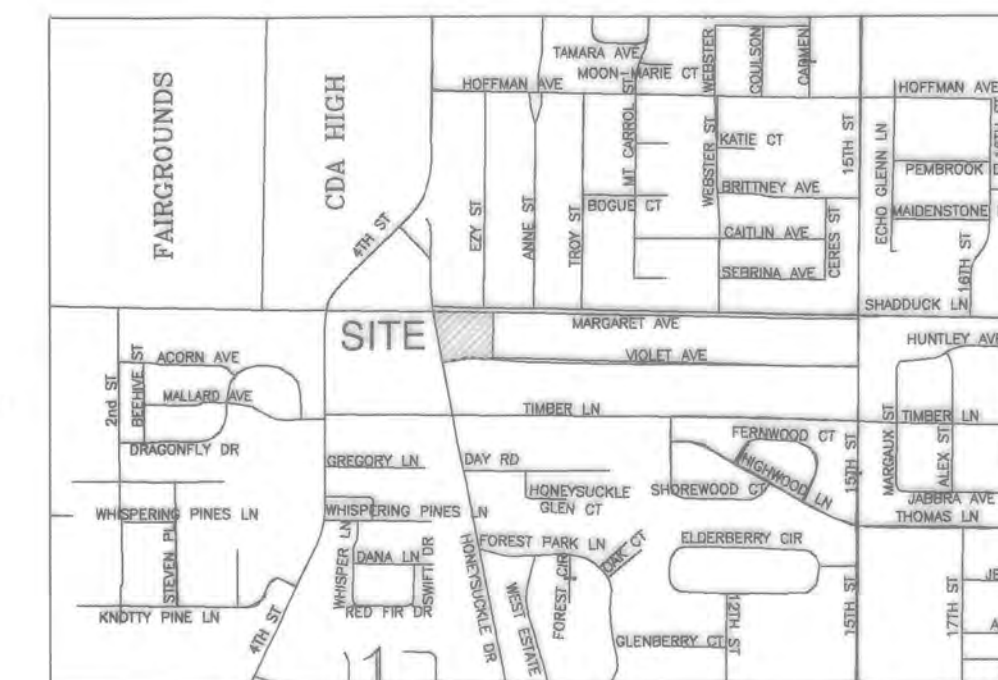 TAMARA AVE
MOON-MARIE CT
WEBSTER
COULSON
CARMEN
HOFFMAN AVE
HOFFMAN AVE
FAIRGROUNDS
CDA HIGH
MT CARROL ST
WEBSTER ST
KATIE CT
15TH ST
ECHO GLENN LN
PEMBROOK
BRITTNEY AVE
BOGUE CT
MAIDENSTONE
4TH ST
EZY ST
ANNE ST
TROY ST
CAITLIN AVE
CERES ST
16TH ST
SEBRINA AVE
SHADDUCK LN
SITE
MARGARET AVE
HUNTLEY AVE
ACORN AVE
VIOLET AVE
2nd ST
BEEHIVE ST
MALLARD AVE
TIMBER LN
MARGAUX ST
TIMBER LN
DRAGONFLY DR
FERNWOOD CT
15TH ST
ALEX ST
GREGORY LN
DAY RD
HIGHWOOD LN
HONEYSUCKLE
GLEN CT
SHOREWOOD CT
JABBRA AVE
THOMAS LN
WHISPERING PINES LN
WHISPERING PINES LN
STEVEN PL
WHISPER LN
DANA LN
SWIFT DR
HONEYSUCKLE DR
FOREST PARK LN
OAK CT
ELDERBERRY CIR
KNOTTY PINE LN
RED FIR DR
4TH ST
WEST ESTATE
FOREST CIR
GLENBERRY CT
12TH ST
15TH ST
17TH ST
1